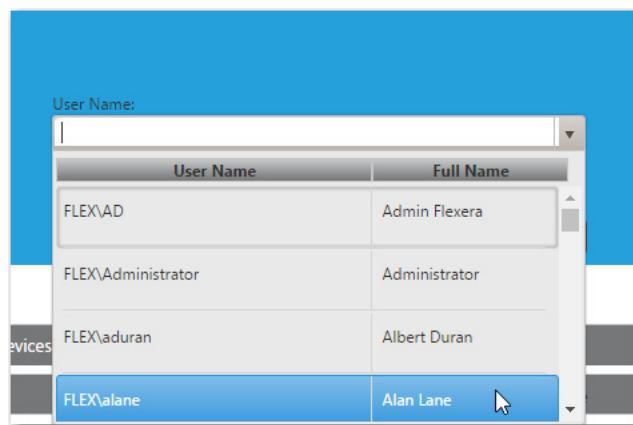 User Name:
User Name Full Name
FLEX\AD Admin Flexera
FLEX\Administrator Administrator
FLEX\aduran Albert Duran
evices
FLEX\alane Alan Lane